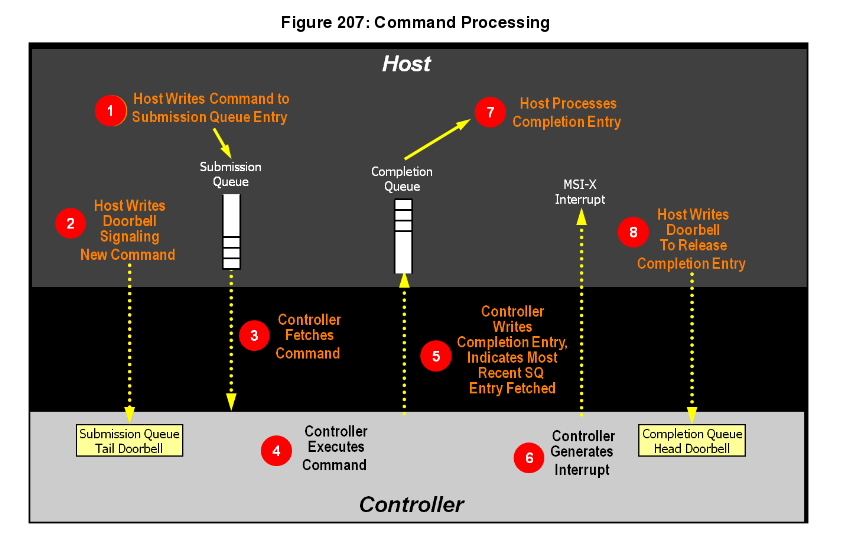 Figure 207: Command Processing
Host
1
Host Writes Command to
Submission Queue Entry
7
Host Processes
Completion Entry
Submission
Queue
Completion
Queue
MSI-X
Interrupt
2
Host Writes
Doorbell
Signaling
New Command
8
Host Writes
Doorbell
To Release
Completion Entry
3
Controller
Fetches
Command
5
Controller
Writes
Completion Entry,
Indicates Most
Recent SQ
Entry Fetched
Submission Queue
Tail Doorbell
4
Controller
Executes
Command
6
Controller
Generates
Interrupt
Completion Queue
Head Doorbell
Controller